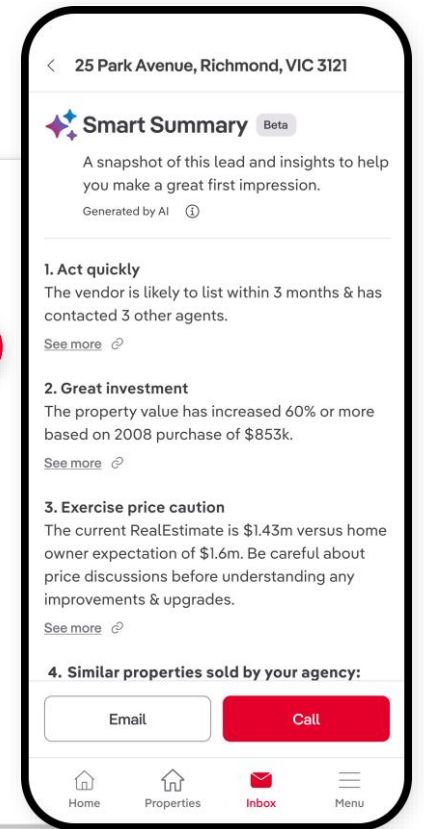 25 Park Avenue, Richmond, VIC 3121
Smart Summary Beta
A snapshot of this lead and insights to help
you make a great first impression.
Generated by AI
1. Act quickly
The vendor is likely to list within 3 months & has
contacted 3 other agents.
See more
2. Great investment
The property value has increased 60% or more
based on 2008 purchase of $853k.
See more
3. Exercise price caution
The current RealEstimate is $1.43m versus home
owner expectation of $1.6m. Be careful about
price discussions before understanding any
improvements & upgrades.
See more
4. Similar properties sold by your agency:
Email Call
Home Properties Inbox Menu